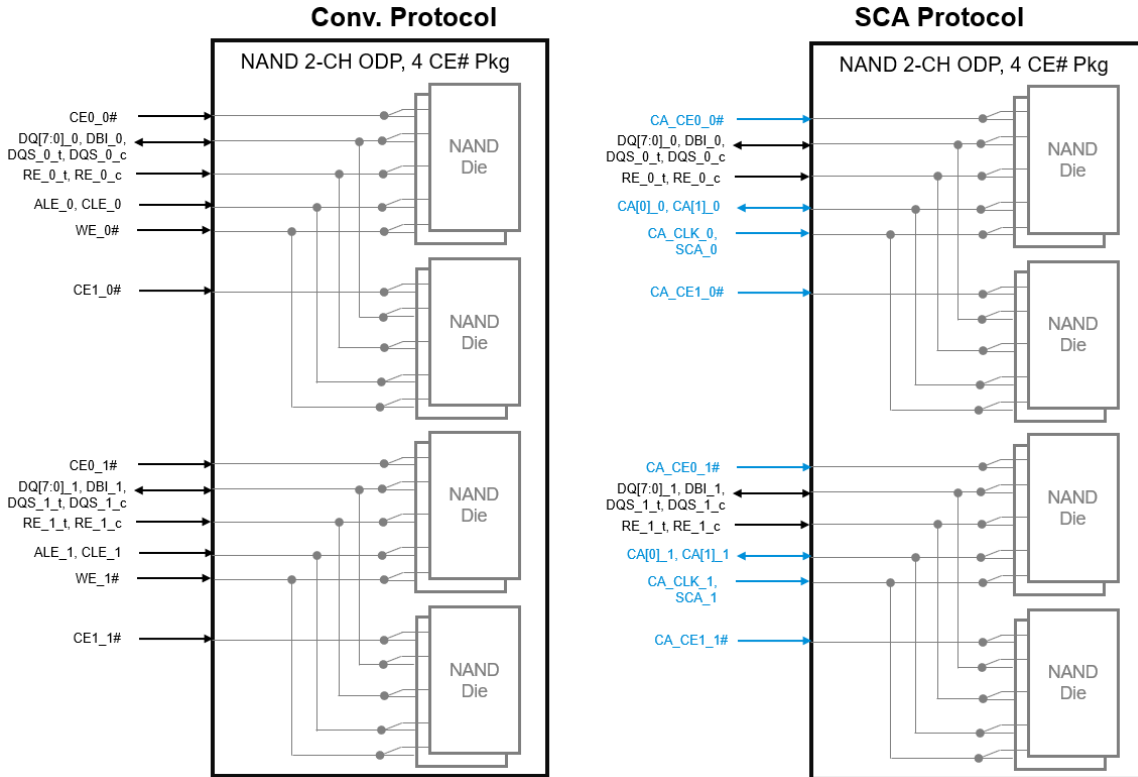 Conv. Protocol
NAND 2-CH ODP, 4 CE# Pkg
CE0_0#
DQ[7:0]_0, DBI_0,
DQS_0_t, DQS_0_c
RE_0_t, RE_0_c
ALE_0, CLE_0
WE_0#
NAND
Die
CE1_0#
NAND
Die
CE0_1#
DQ[7:0]_1, DBI_1,
DQS_1_t, DQS_1_c
RE_1_t, RE_1_c
ALE_1, CLE_1
WE_1#
NAND
Die
CE1_1#
NAND
Die
SCA Protocol
NAND 2-CH ODP, 4 CE# Pkg
CA_CE0_0#
DQ[7:0]_0, DBI_0,
DQS_0_t, DQS_0_c
RE_0_t, RE_0_c
CA[0]_0, CA[1]_0
CA_CLK_0,
SCA_0
NAND
Die
CA_CE1_0#
NAND
Die
CA_CE0_1#
DQ[7:0]_1, DBI_1,
DQS_1_t, DQS_1_c
RE_1_t, RE_1_c
CA[0]_1, CA[1]_1
CA_CLK_1,
SCA_1
NAND
Die
CA_CE1_1#
NAND
Die